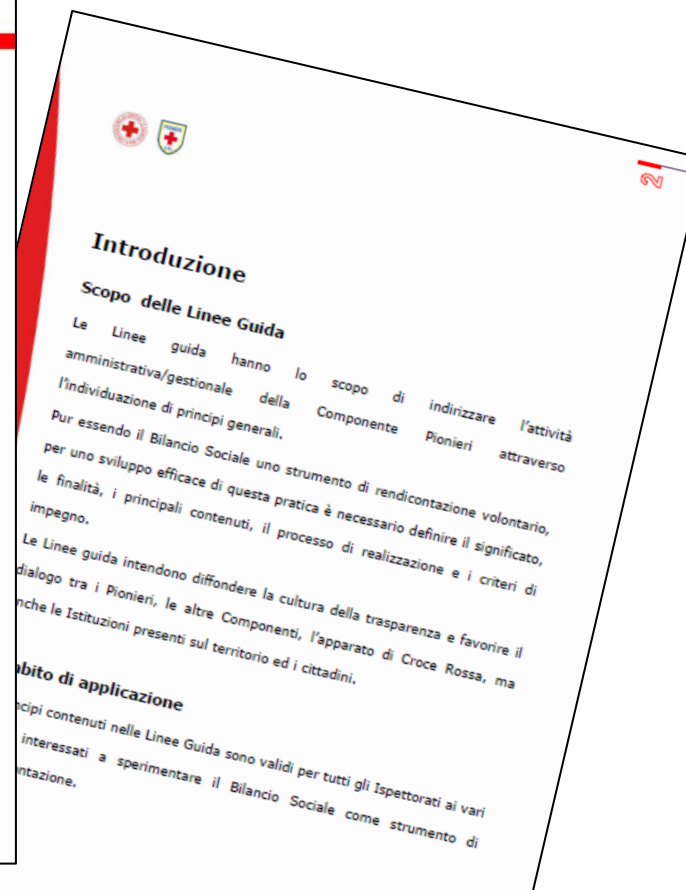 2
Introduzione
Scopo delle Linee Guida
Le Linee guida hanno lo scopo di indirizzare l'attività
amministrativa/gestionale della Componente Pionieri attraverso
l'individuazione di principi generali.
Pur essendo il Bilancio Sociale uno strumento di rendicontazione volontario,
per uno sviluppo efficace di questa pratica è necessario definire il significato,
le finalità, i principali contenuti, il processo di realizzazione e i criteri di
impegno.
Le Linee guida intendono diffondere la cultura della trasparenza e favorire il
dialogo tra i Pionieri, le altre Componenti, l'apparato di Croce Rossa, ma
nche le Istituzioni presenti sul territorio ed i cittadini.
bito di applicazione
ncipi contenuti nelle Linee Guida sono validi per tutti gli Ispettorati ai vari
interessati a sperimentare il Bilancio Sociale come strumento di
ntazione.